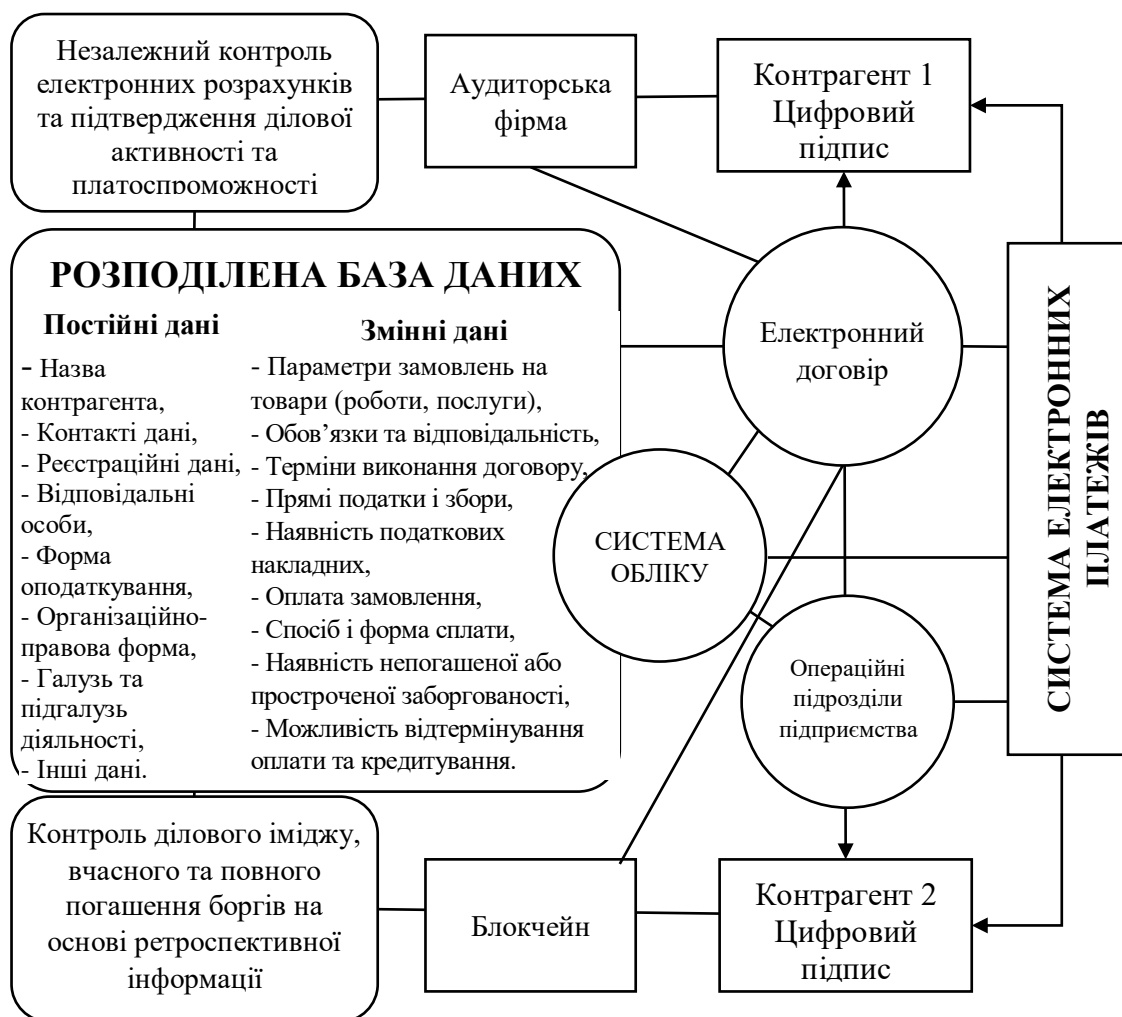 Незалежний контроль
електронних розрахунків
та підтвердження ділової
активності та
платоспроможності
Аудиторська
фірма
Контрагент 1
Цифровий
підпис
РОЗПОДІЛЕНА БАЗА ДАНИХ
Постійні дані
- Назва
контрагента,
- Контакті дані,
- Реєстраційні дані,
- Відповідальні
особи,
- Форма
оподаткування,
- Організаційно-
правова форма,
- Галузь та
підгалузь
діяльності,
- Інші дані.
Змінні дані
- Параметри замовлень на
товари (роботи, послуги),
- Обов’язки та відповідальність,
- Терміни виконання договору,
- Прямі податки і збори,
- Наявність податкових
накладних,
- Оплата замовлення,
- Спосіб і форма сплати,
- Наявність непогашеної або
простроченої заборгованості,
- Можливість відтермінування
оплати та кредитування.
Електронний
договір
СИСТЕМА
ОБЛІКУ
Операційні
підрозділи
підприємства
СИСТЕМА ЕЛЕКТРОННИХ
ПЛАТЕЖІВ
Контроль ділового іміджу,
вчасного та повного
погашення боргів на
основі ретроспективної
інформації
Блокчейн
Контрагент 2
Цифровий
підпис